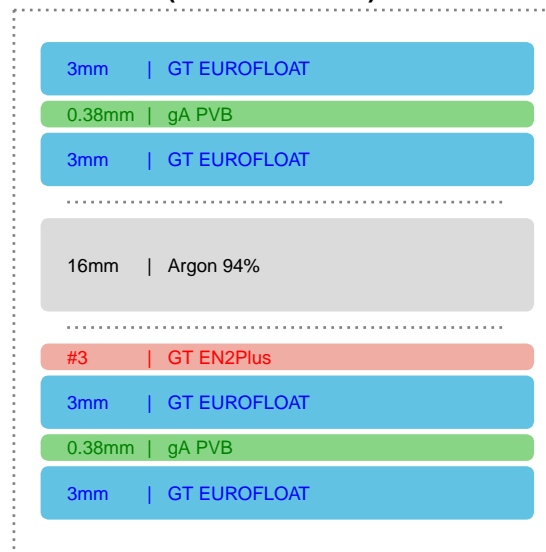 3mm | GT EUROFLOAT
0.38mm | gA PVB
3mm | GT EUROFLOAT
16mm | Argon 94%
#3 | GT EN2Plus
3mm | GT EUROFLOAT
0.38mm | gA PVB
3mm | GT EUROFLOAT